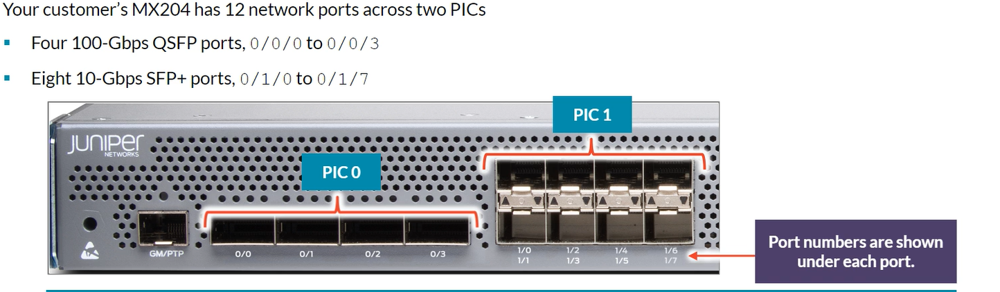 Your customer’s MX204 has 12 network ports across two PICs
▪ Four 100-Gbps QSFP ports, 0/0/0 to 0/0/3
▪ Eight 10-Gbps SFP+ ports, 0/1/0 to 0/1/7
PIC 1
JUNIPER
NETWORKS
PIC 0
GM/PTP 0/0 0/1 0/2 0/3
1/0 1/2 1/4 1/6
1/1 1/3 1/5 1/7
Port numbers are shown
under each port.